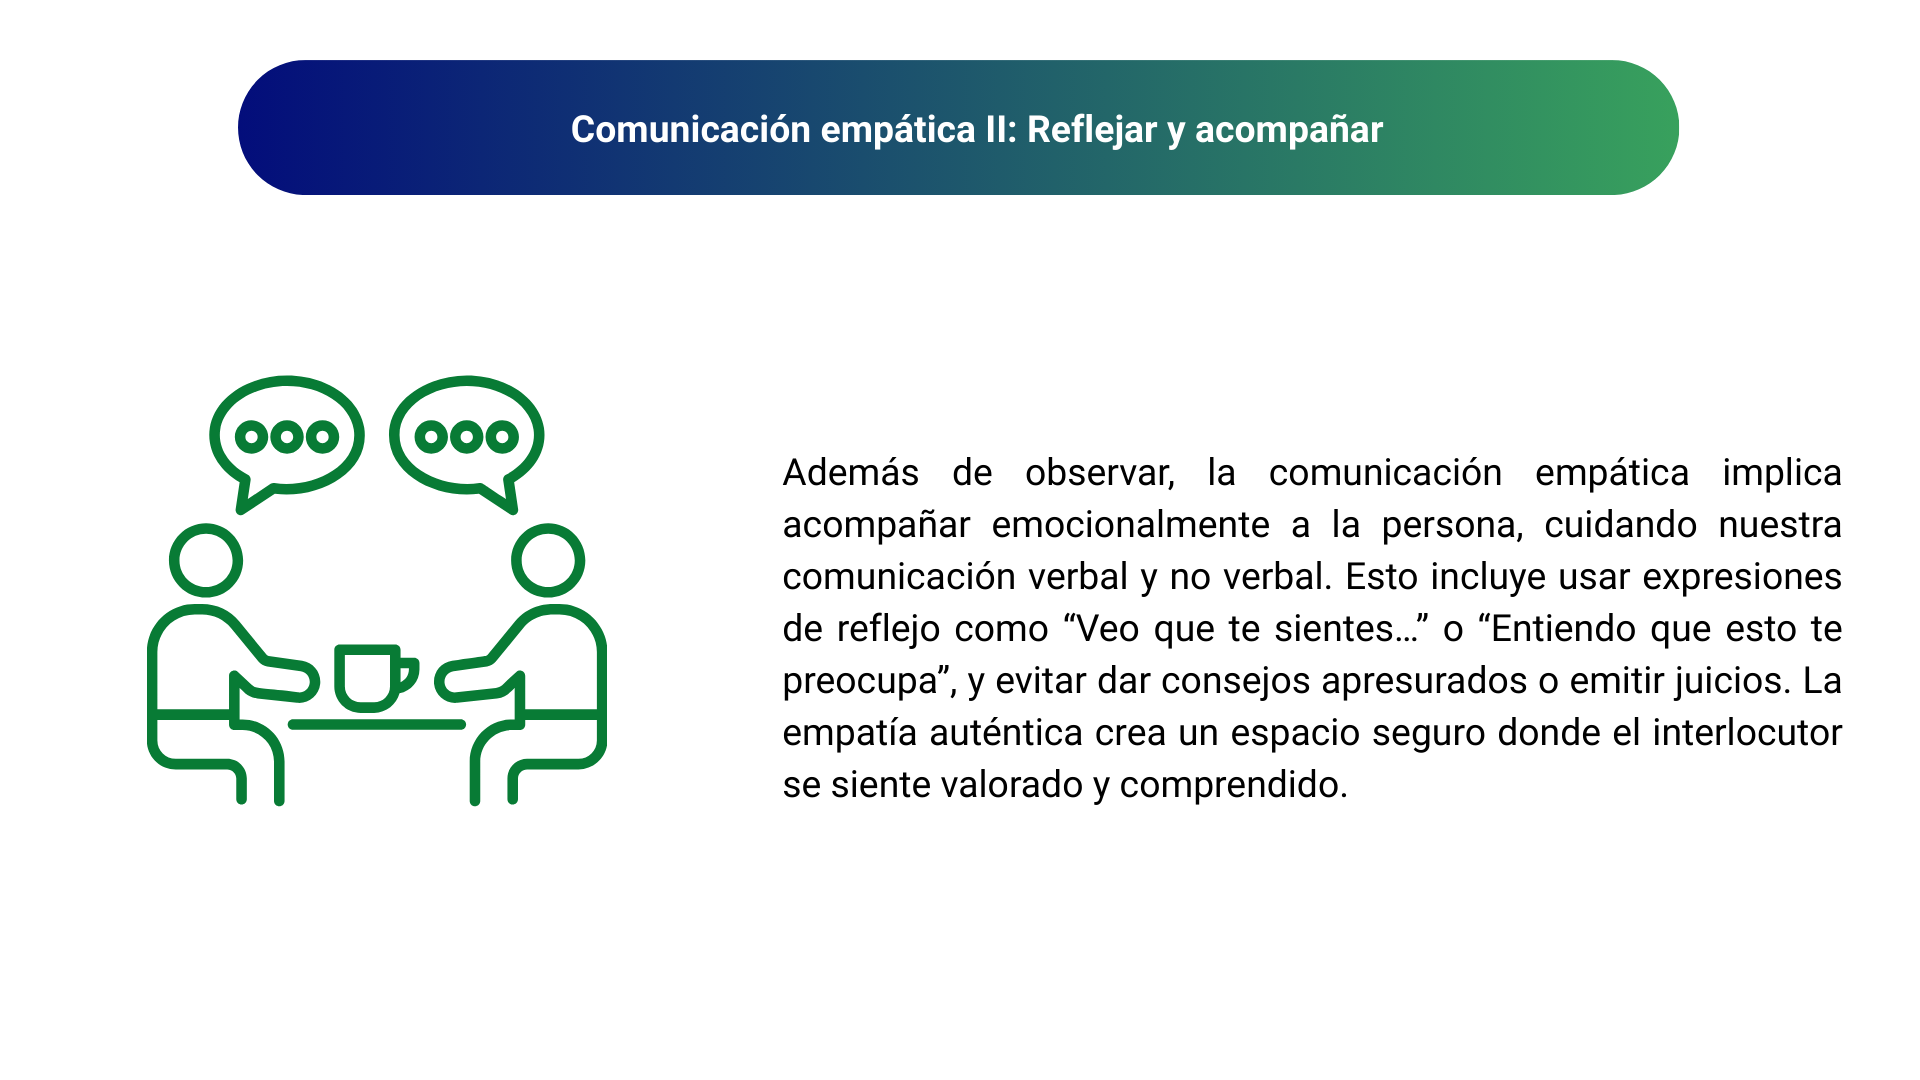 Comunicación empática II: Reflejar y acompañar
Además de observar, la comunicación empática implica
acompañar emocionalmente a la persona, cuidando nuestra
comunicación verbal y no verbal. Esto incluye usar expresiones
de reflejo como “Veo que te sientes…” o “Entiendo que esto te
preocupa”, y evitar dar consejos apresurados o emitir juicios. La
empatía auténtica crea un espacio seguro donde el interlocutor
se siente valorado y comprendido.